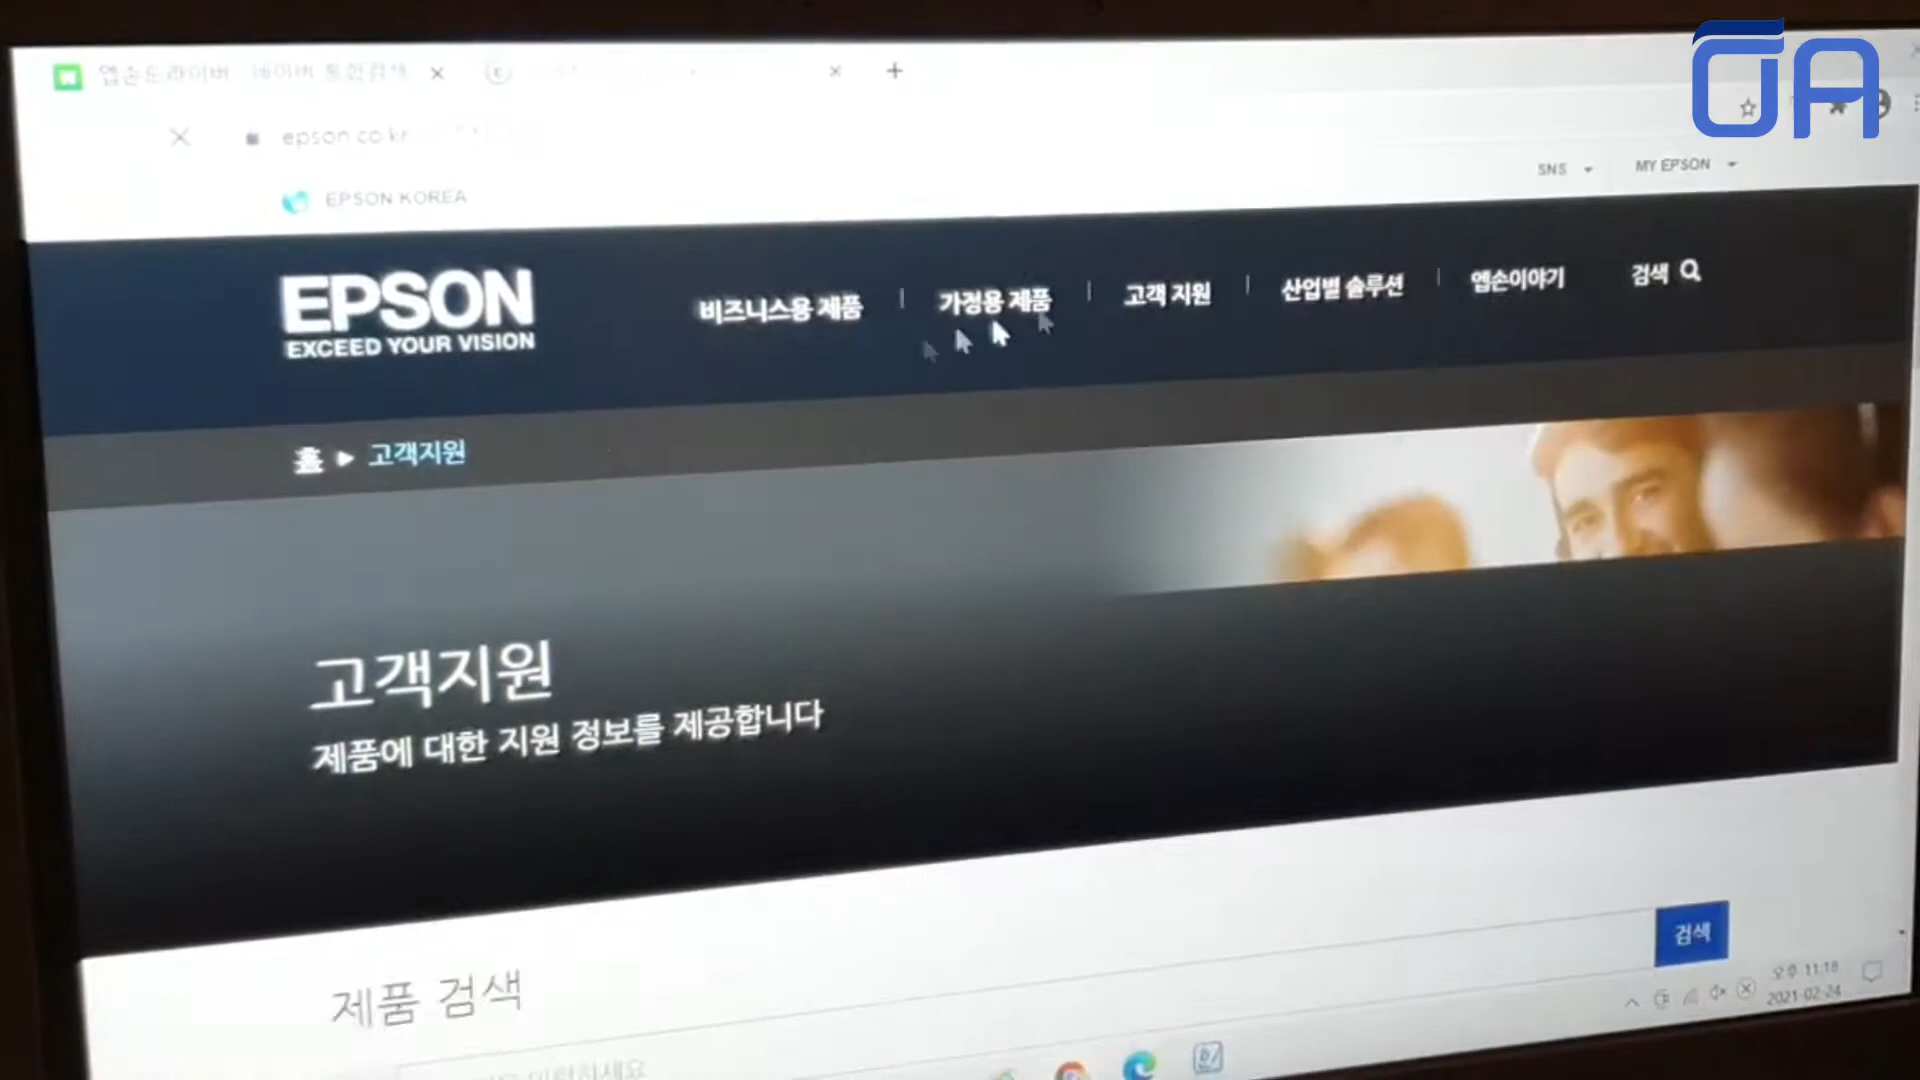 엡손드라이버 : 네이버 통합검색
epson.co.kr
SNS
MY EPSON
EPSON KOREA
EPSON
EXCEED YOUR VISION
비즈니스용 제품
가정용 제품
고객 지원
산업별 솔루션
엡손이야기
검색
홈 ▶ 고객지원
고객지원
제품에 대한 지원 정보를 제공합니다
검색
제품 검색
오후 11:18
2021-02-24
OA